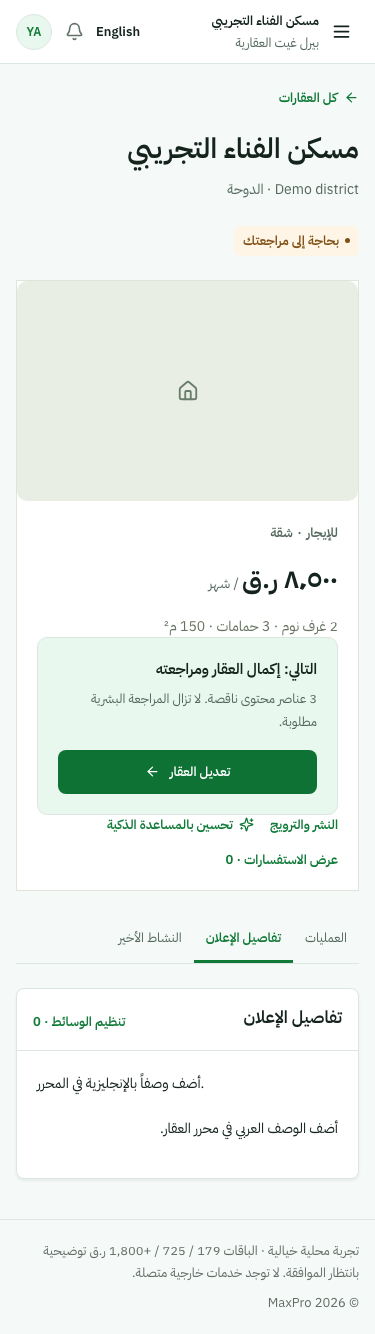 مسكن الفناء التجريبي
بيرل غيت العقارية
English
YA
كل العقارات
مسكن الفناء التجريبي
Demo district · الدوحة
بحاجة إلى مراجعتك
للإيجار · شقة
٨٬٥٠٠ ر.ق / شهر
2 غرف نوم · 3 حمامات · 150 م²
التالي: إكمال العقار ومراجعته
3 عناصر محتوى ناقصة. لا تزال المراجعة البشرية
مطلوبة.
تعديل العقار
النشر والترويج
تحسين بالمساعدة الذكية
عرض الاستفسارات · 0
العمليات
تفاصيل الإعلان
النشاط الأخير
تفاصيل الإعلان
تنظيم الوسائط · 0
أضف وصفاً بالإنجليزية في المحرر.
أضف الوصف العربي في محرر العقار.
تجربة محلية خيالية · الباقات 179 / 725 / +1,800 ر.ق توضيحية
بانتظار الموافقة. لا توجد خدمات خارجية متصلة.
© 2026 MaxPro